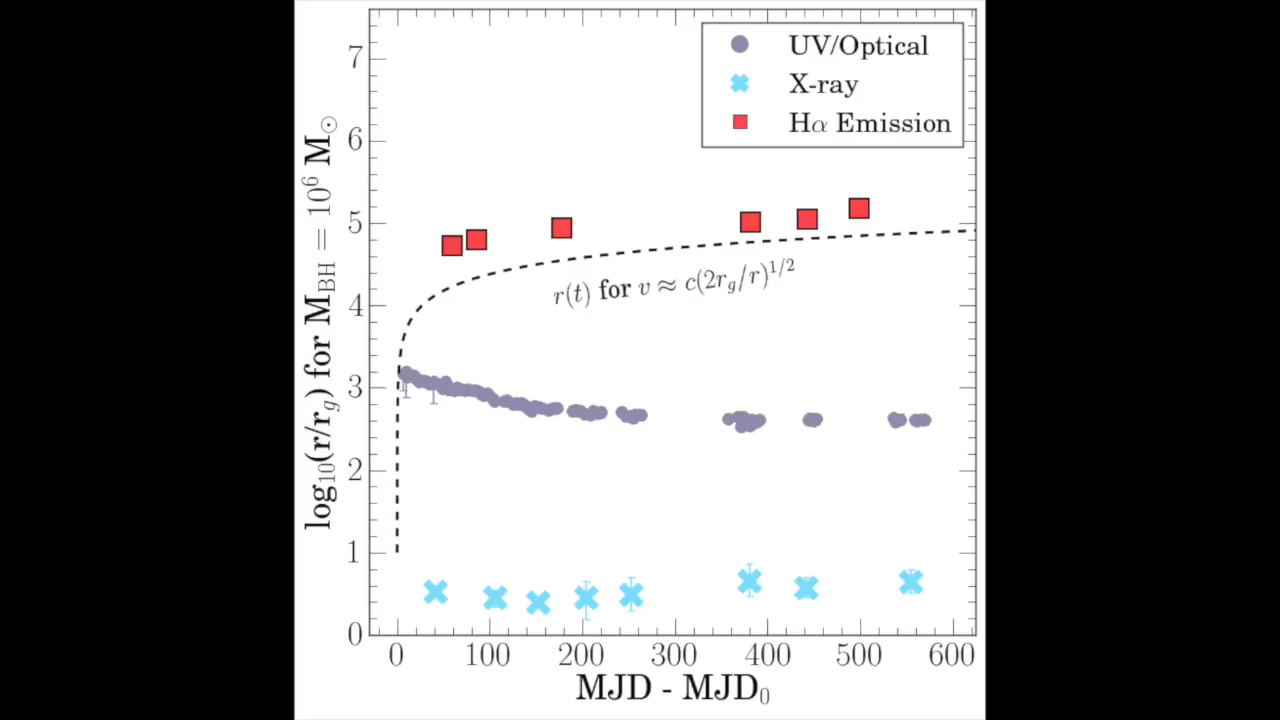 UV/Optical
X-ray
Hα Emission
7
6
5
4
3
2
1
0
log₁₀(r/r_g) for M_BH = 10⁶ M_⊙
r(t) for v ≈ c(2r_g/r)^{1/2}
0 100 200 300 400 500 600
MJD - MJD₀